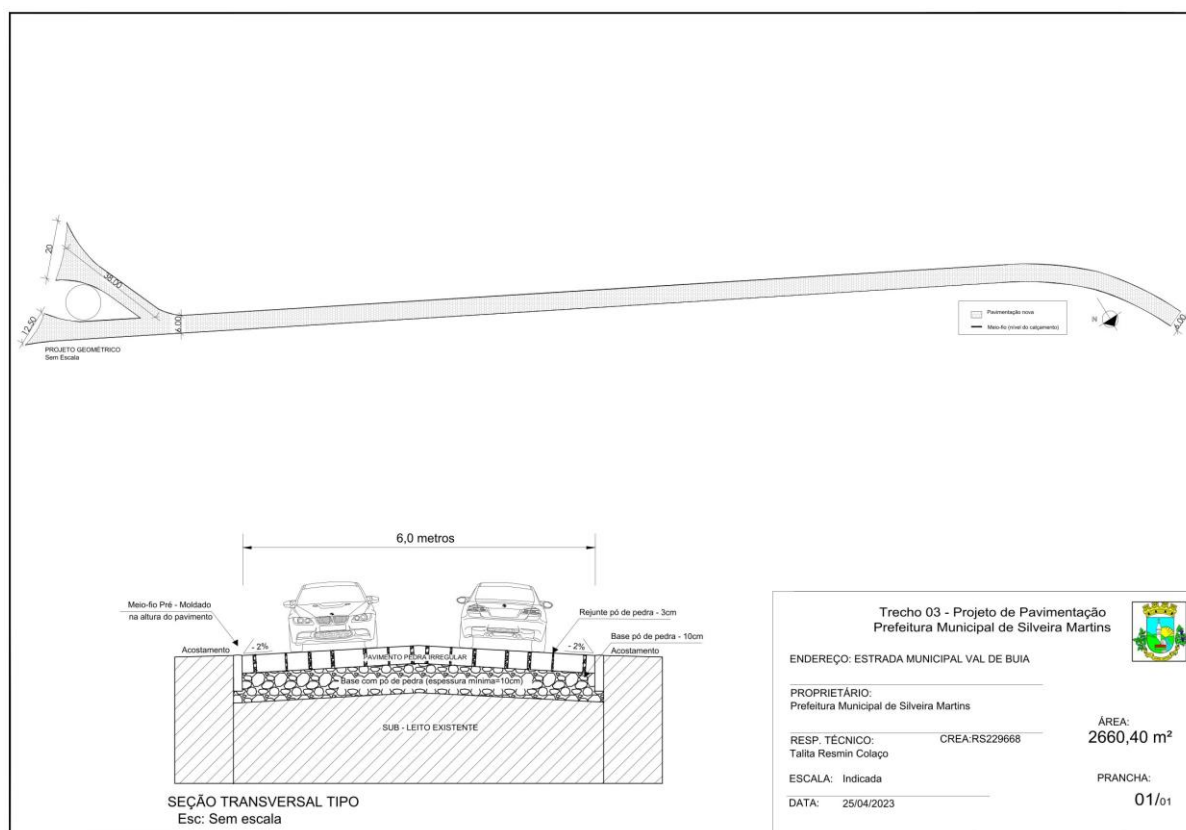 20
38.00
12.50
6.00
PROJETO GEOMÉTRICO
Sem Escala
Pavimentação nova
Meio-fio (nível do calçamento)
N
6.00
6,0 metros
Meio-fio Pré - Moldado
na altura do pavimento
Rejunte pó de pedra - 3cm
Base pó de pedra - 10cm
Acostamento
- 2%
- 2%
Acostamento
PAVIMENTO PEDRA IRREGULAR
Base com pó de pedra (espessura mínima=10cm)
SUB - LEITO EXISTENTE
SEÇÃO TRANSVERSAL TIPO
Esc: Sem escala
Trecho 03 - Projeto de Pavimentação
Prefeitura Municipal de Silveira Martins
ENDEREÇO: ESTRADA MUNICIPAL VAL DE BUIA
PROPRIETÁRIO:
Prefeitura Municipal de Silveira Martins
RESP. TÉCNICO: CREA:RS229668
Talita Resmin Colaço
ÁREA:
2660,40 m²
ESCALA: Indicada
PRANCHA:
DATA: 25/04/2023
01/01